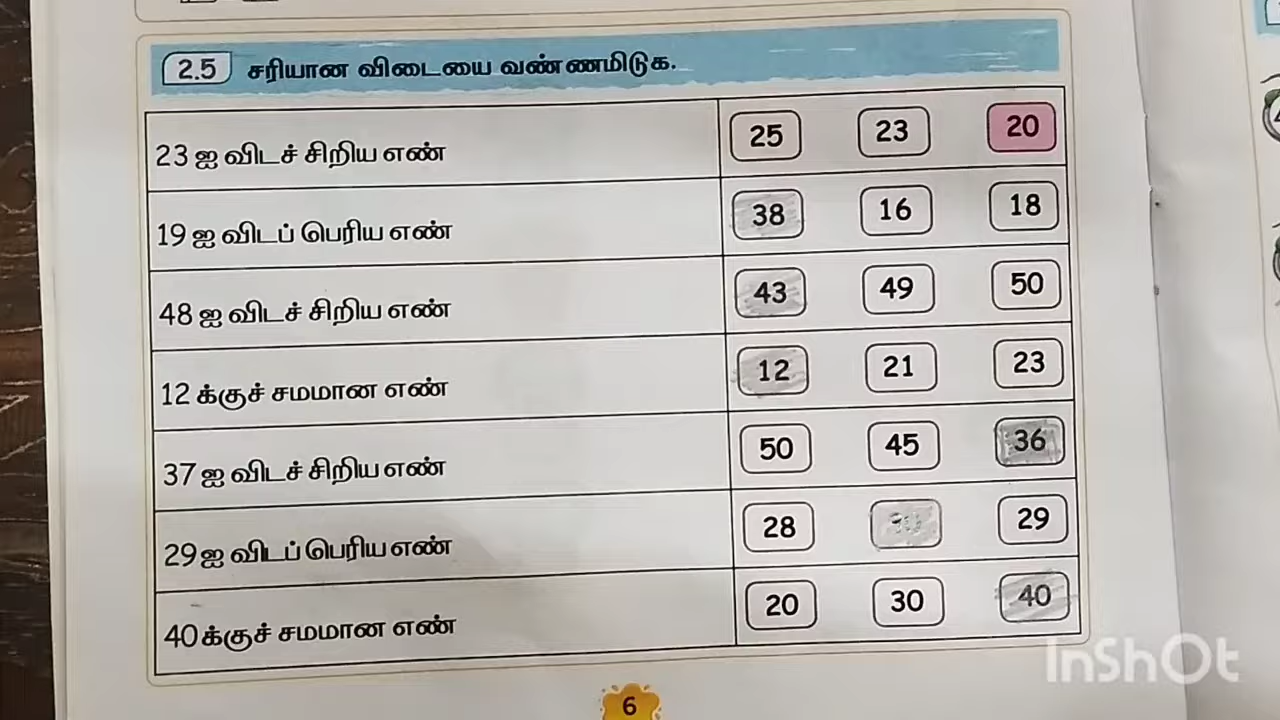 2.5 சரியான விடையை வண்ணமிடுக.
23 ஐ விடச் சிறிய எண் 25 23 20
19 ஐ விடப் பெரிய எண் 38 16 18
48 ஐ விடச் சிறிய எண் 43 49 50
12 க்குச் சமமான எண் 12 21 23
37 ஐ விடச் சிறிய எண் 50 45 36
29 ஐ விடப் பெரிய எண் 28 29
40 க்குச் சமமான எண் 20 30 40
6
InShOt